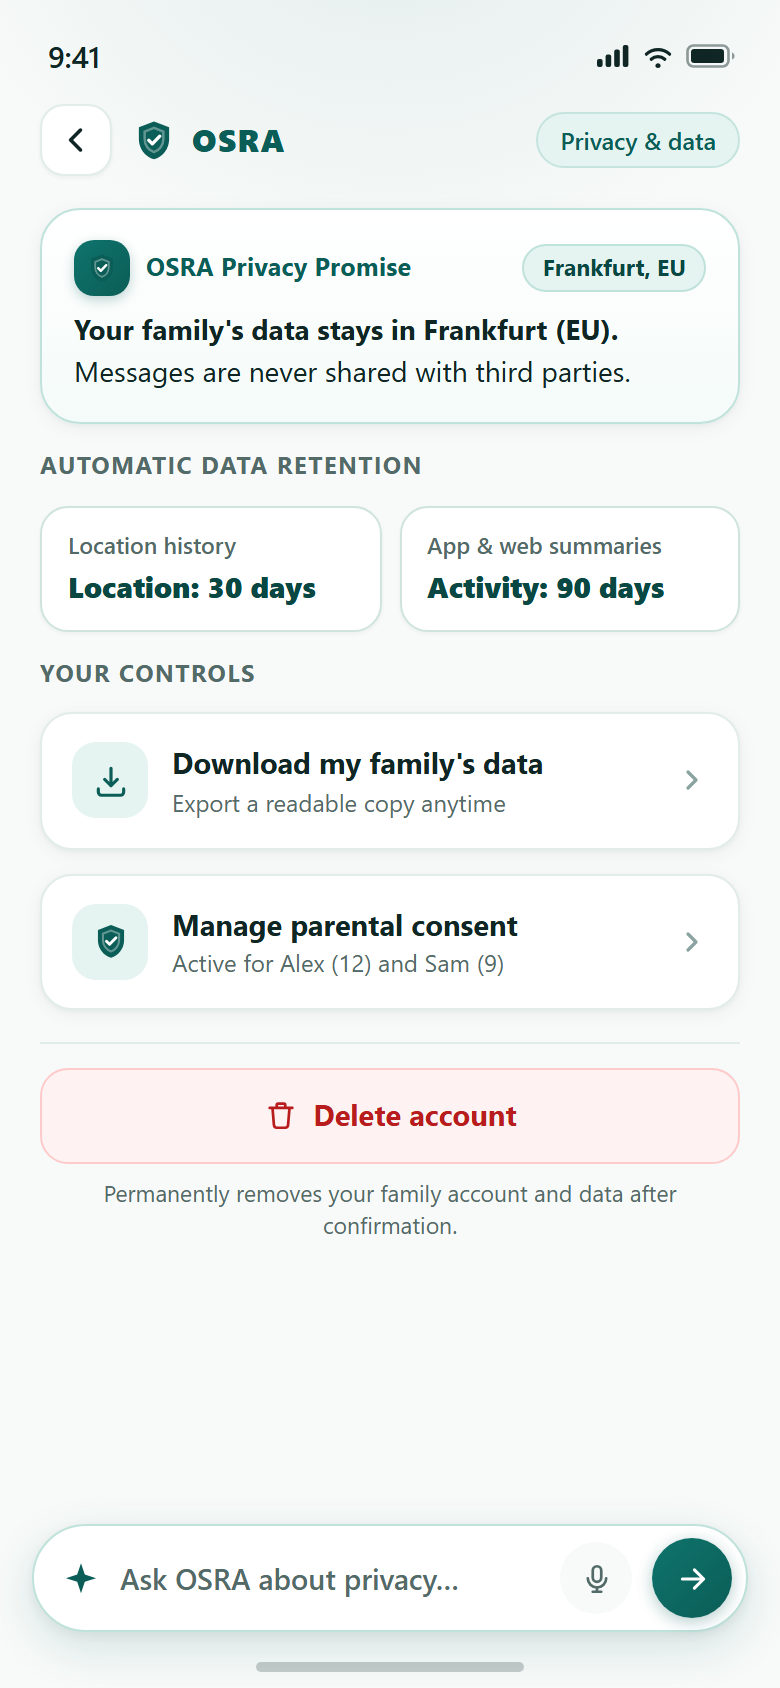 9:41
OSRA
Privacy & data
OSRA Privacy Promise
Frankfurt, EU
Your family's data stays in Frankfurt (EU).
Messages are never shared with third parties.
AUTOMATIC DATA RETENTION
Location history
Location: 30 days
App & web summaries
Activity: 90 days
YOUR CONTROLS
Download my family's data
Export a readable copy anytime
Manage parental consent
Active for Alex (12) and Sam (9)
Delete account
Permanently removes your family account and data after
confirmation.
Ask OSRA about privacy...